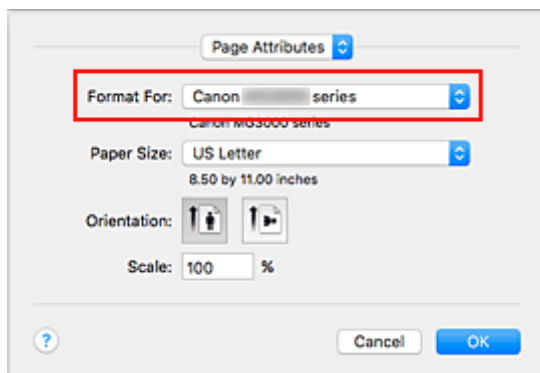 Page Attributes
Format For: Canon series
Canon MG3000 series
Paper Size: US Letter
8.50 by 11.00 inches
Orientation:
Scale: 100 %
? Cancel OK